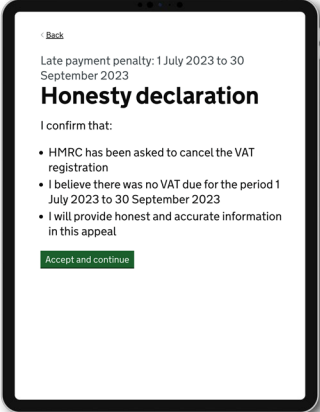 Back
Late payment penalty: 1 July 2023 to 30
September 2023
Honesty declaration
I confirm that:
• HMRC has been asked to cancel the VAT
registration
• I believe there was no VAT due for the period 1
July 2023 to 30 September 2023
• I will provide honest and accurate information
in this appeal
Accept and continue